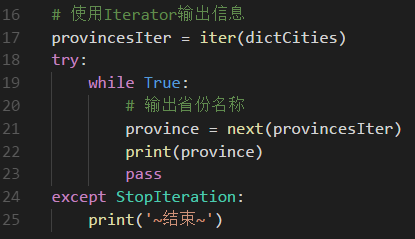 16 # 使用Iterator输出信息
17 provincesIter = iter(dictCities)
18 try:
19 while True:
20 # 输出省份名称
21 province = next(provincesIter)
22 print(province)
23 pass
24 except StopIteration:
25 print('~结束~')